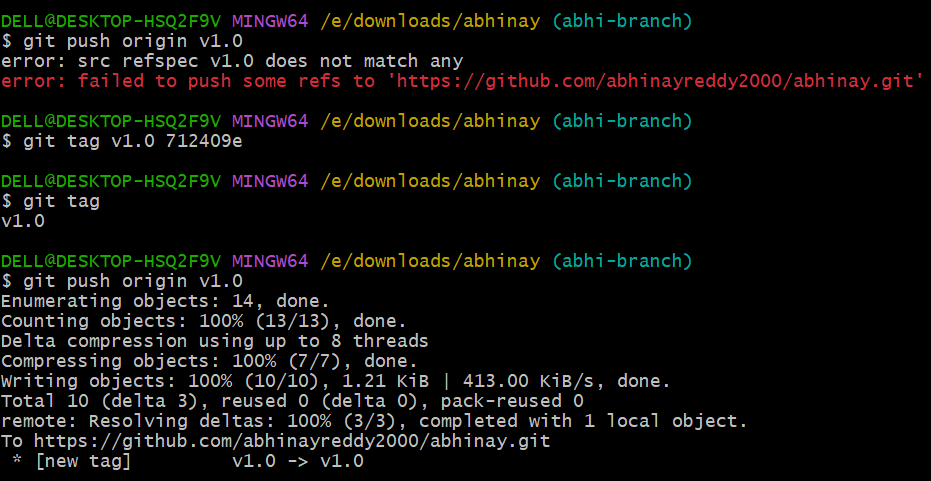 DELL@DESKTOP-HSQ2F9V MINGW64 /e/downloads/abhinay (abhi-branch)
$ git push origin v1.0
error: src refspec v1.0 does not match any
error: failed to push some refs to 'https://github.com/abhinayreddy2000/abhinay.git'
DELL@DESKTOP-HSQ2F9V MINGW64 /e/downloads/abhinay (abhi-branch)
$ git tag v1.0 712409e
DELL@DESKTOP-HSQ2F9V MINGW64 /e/downloads/abhinay (abhi-branch)
$ git tag
v1.0
DELL@DESKTOP-HSQ2F9V MINGW64 /e/downloads/abhinay (abhi-branch)
$ git push origin v1.0
Enumerating objects: 14, done.
Counting objects: 100% (13/13), done.
Delta compression using up to 8 threads
Compressing objects: 100% (7/7), done.
Writing objects: 100% (10/10), 1.21 KiB | 413.00 KiB/s, done.
Total 10 (delta 3), reused 0 (delta 0), pack-reused 0
remote: Resolving deltas: 100% (3/3), completed with 1 local object.
To https://github.com/abhinayreddy2000/abhinay.git
 * [new tag]         v1.0 -> v1.0